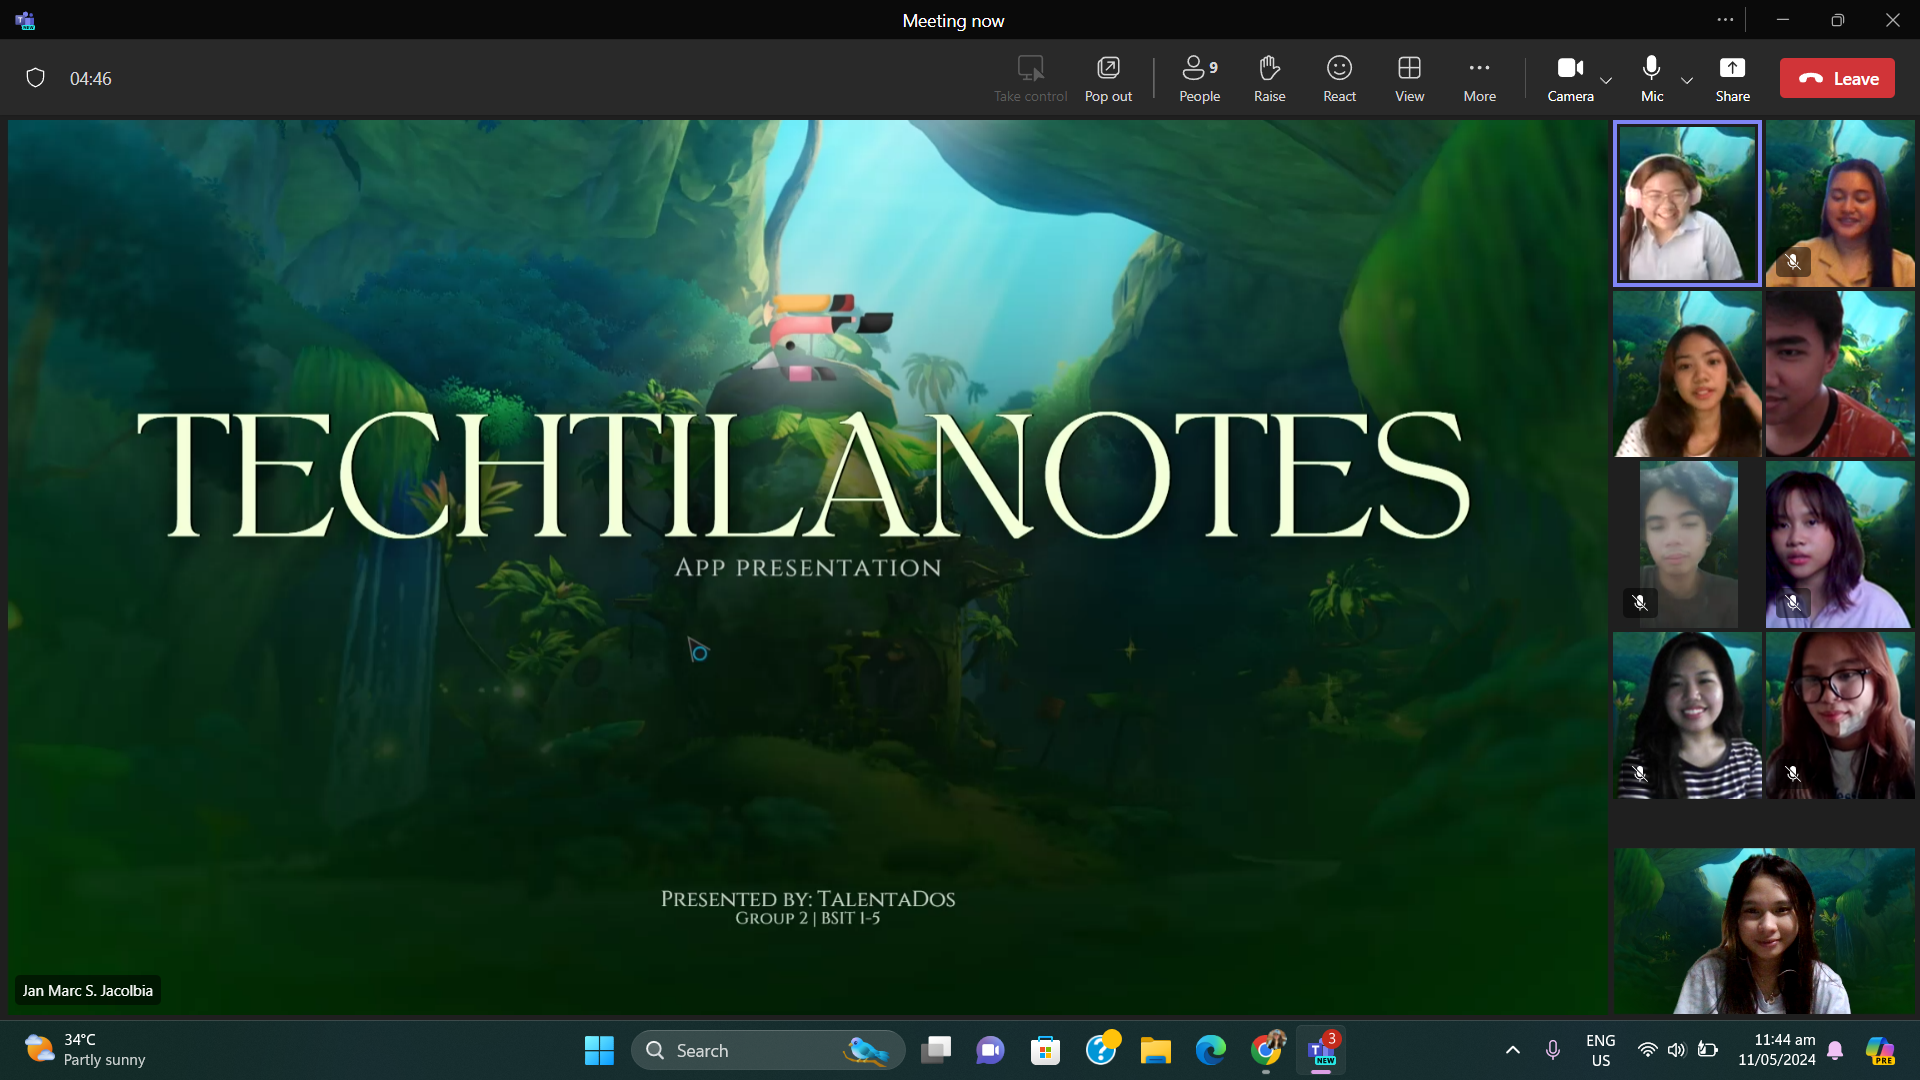 Meeting now
04:46
Take control
Pop out
9
People
Raise
React
View
More
Camera
Mic
Share
Leave
TECHTILANOTES
APP PRESENTATION
PRESENTED BY: TALENTADOS
GROUP 2 | BSIT 1-5
Jan Marc S. Jacolbia
34°C
Partly sunny
Search
3
NEW
ENG
US
11:44 am
11/05/2024
PRE